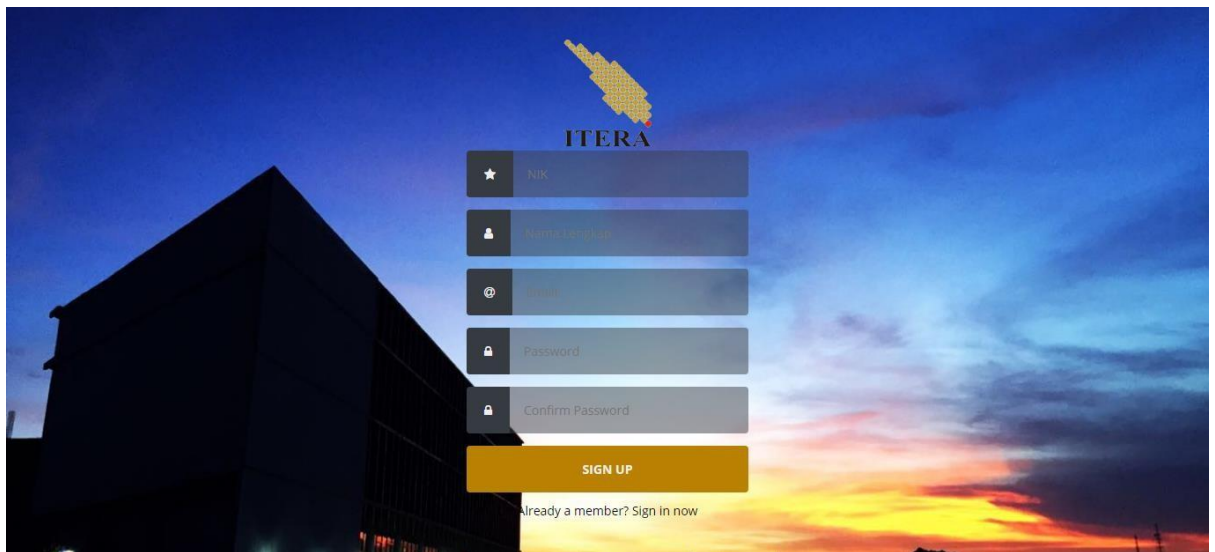 ITERA
NIK
Nama Lengkap
Email
Password
Confirm Password
SIGN UP
Already a member? Sign in now